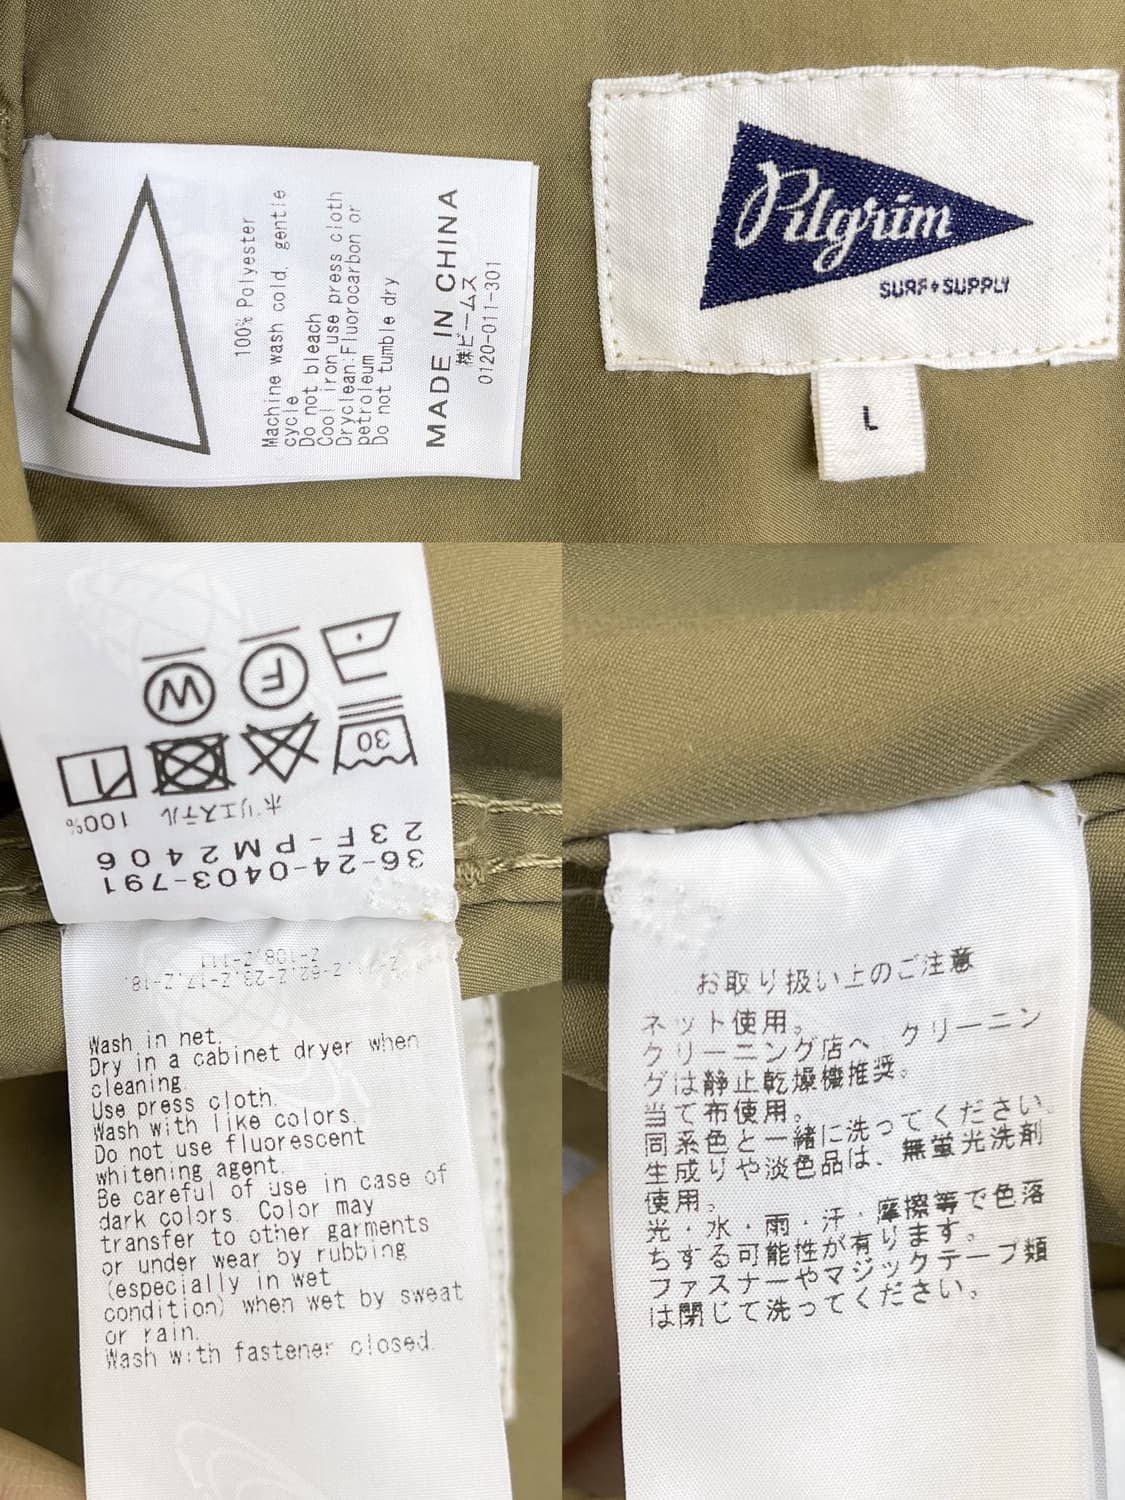 100% Polyester
Machine wash cold, gentle
cycle
Do not bleach
Cool iron use press cloth
Dryclean:Fluorocarbon or
petroleum
Do not tumble dry
MADE IN CHINA
㈱ビームス
0120-011-301
Pilgrim
SURF+SUPPLY
L
36-24-0403-791
23F-PM2406
ポリエステル 100%
30
F
W
Z-108,Z-111
Wash in net.
Dry in a cabinet dryer when
cleaning.
Use press cloth.
Wash with like colors.
Do not use fluorescent
whitening agent.
Be careful of use in case of
dark colors. Color may
transfer to other garments
or under wear by rubbing
(especially in wet
condition) when wet by sweat
or rain.
Wash with fastener closed.
お取り扱い上のご注意
ネット使用。
クリーニング店へ クリーニン
グは静止乾燥機推奨。
当て布使用。
同系色と一緒に洗ってください。
生成りや淡色品は、無蛍光洗剤
使用。
光・水・雨・汗・摩擦等で色落
ちする可能性が有ります。
ファスナーやマジックテープ類
は閉じて洗ってください。